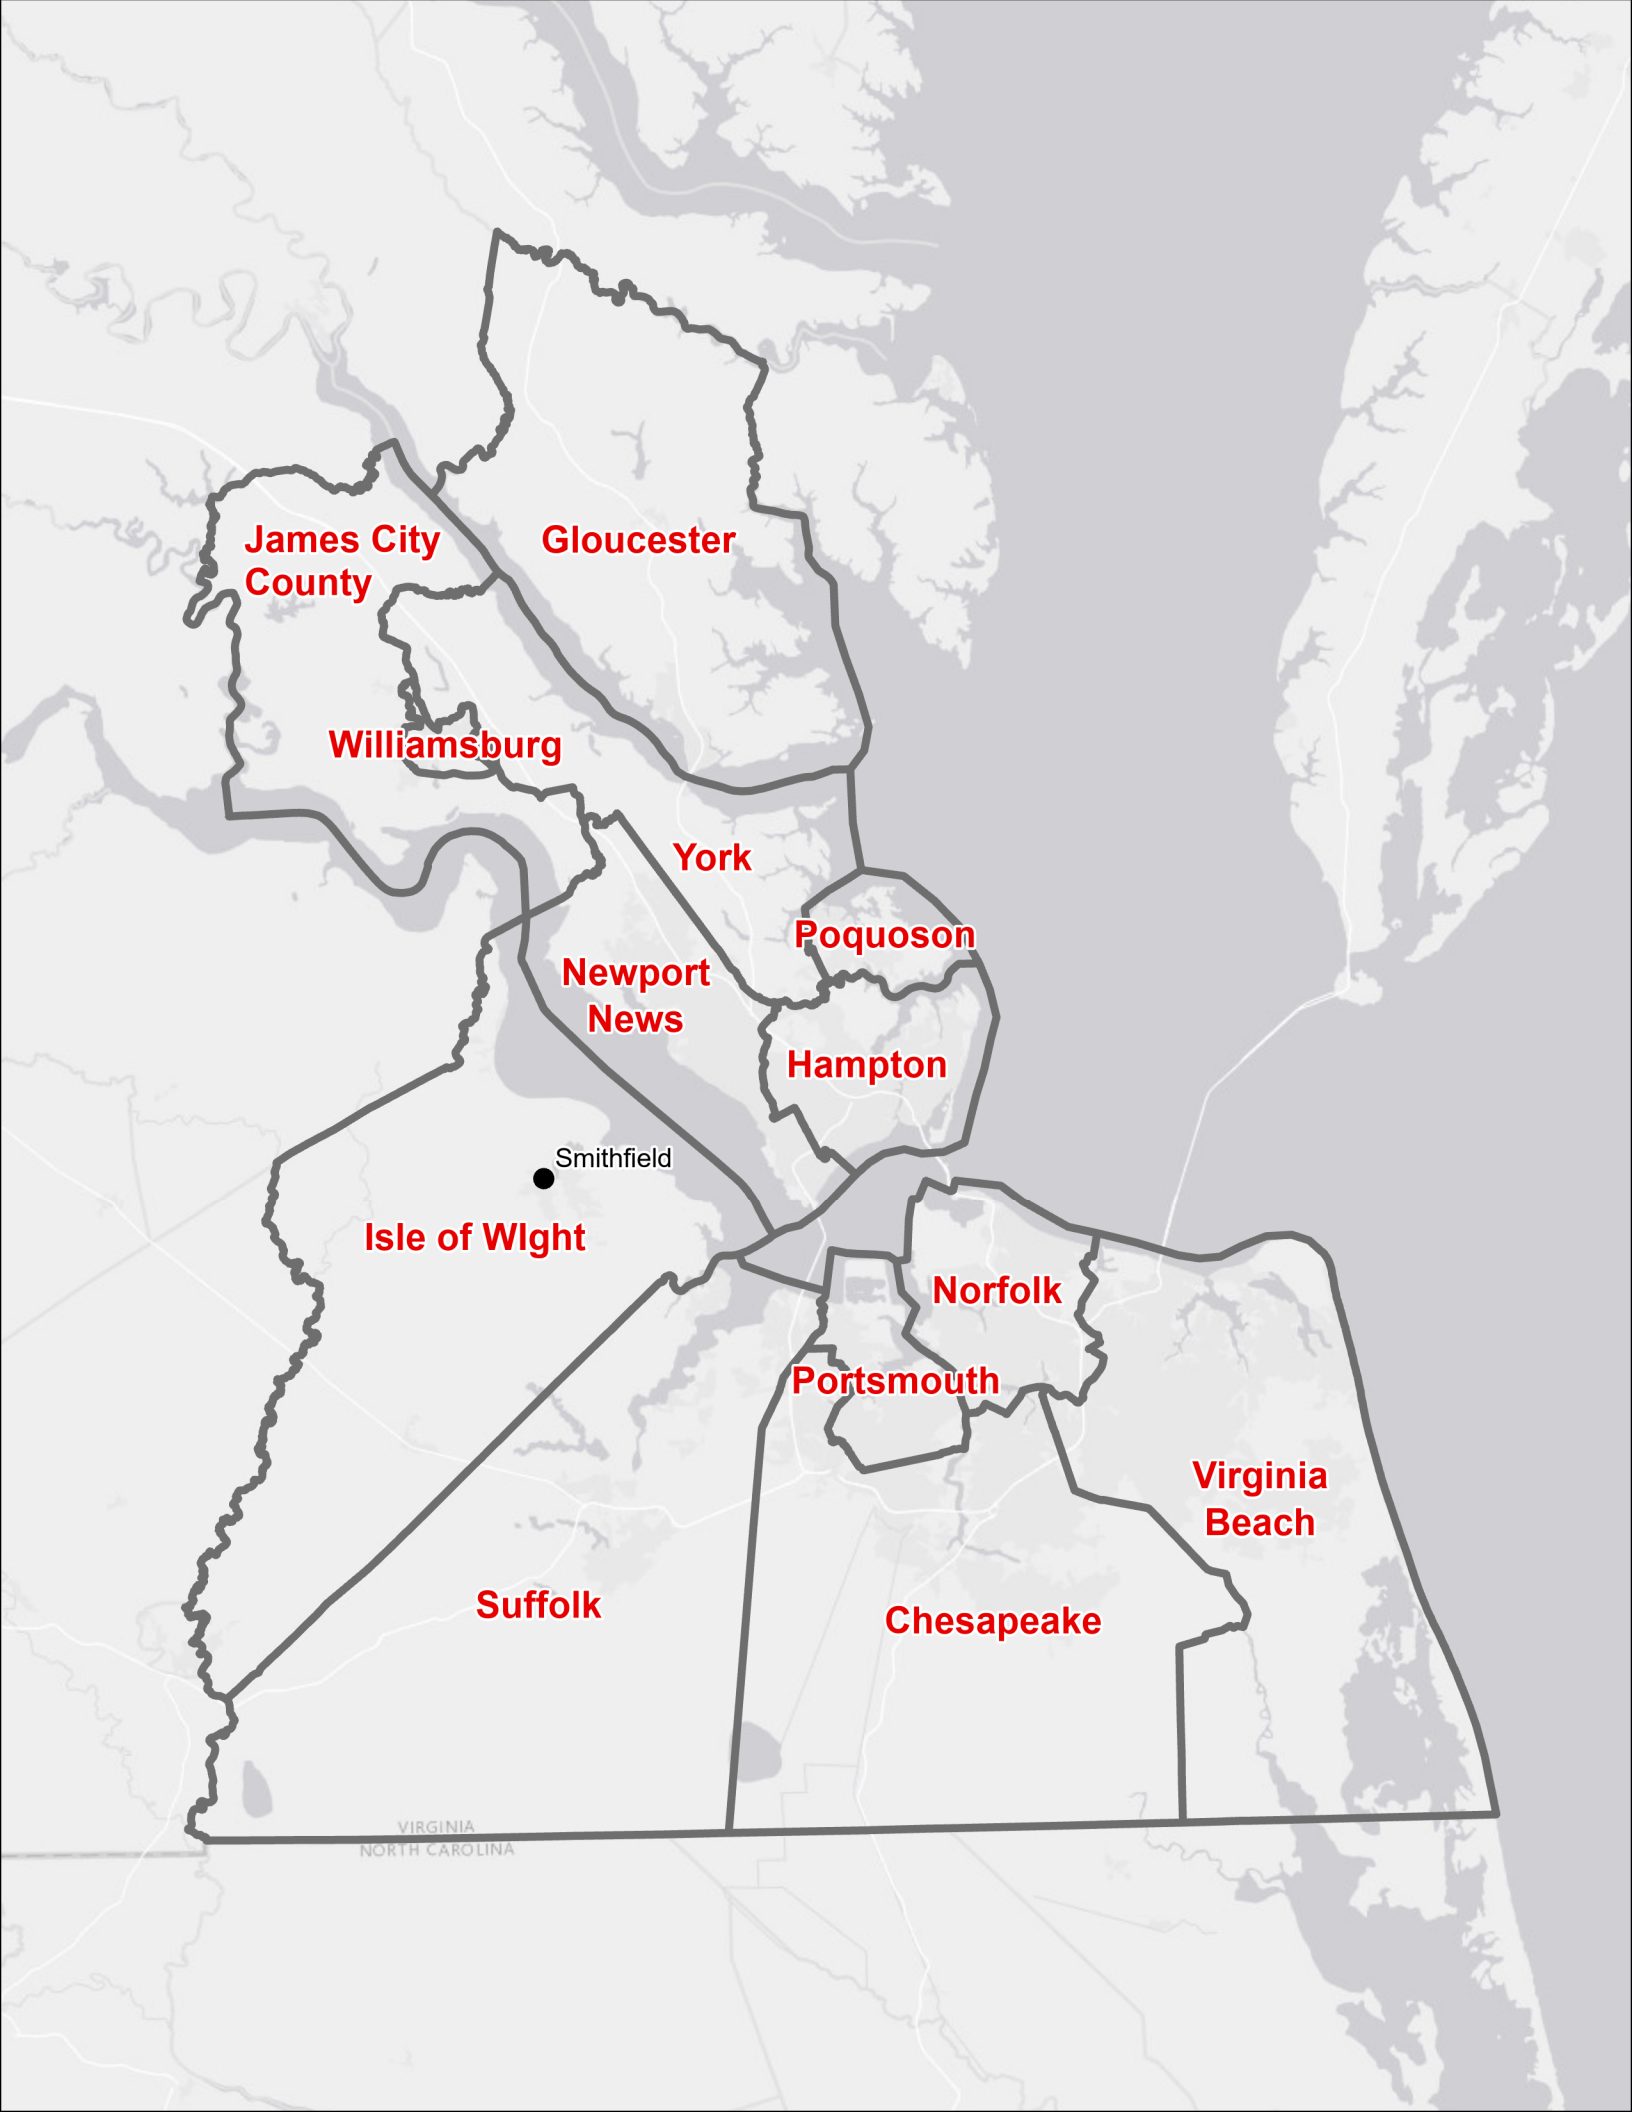 James City
County
Gloucester
Williamsburg
York
Poquoson
Newport
News
Hampton
Smithfield
Isle of WIght
Norfolk
Portsmouth
Virginia
Beach
Suffolk
Chesapeake
VIRGINIA
NORTH CAROLINA